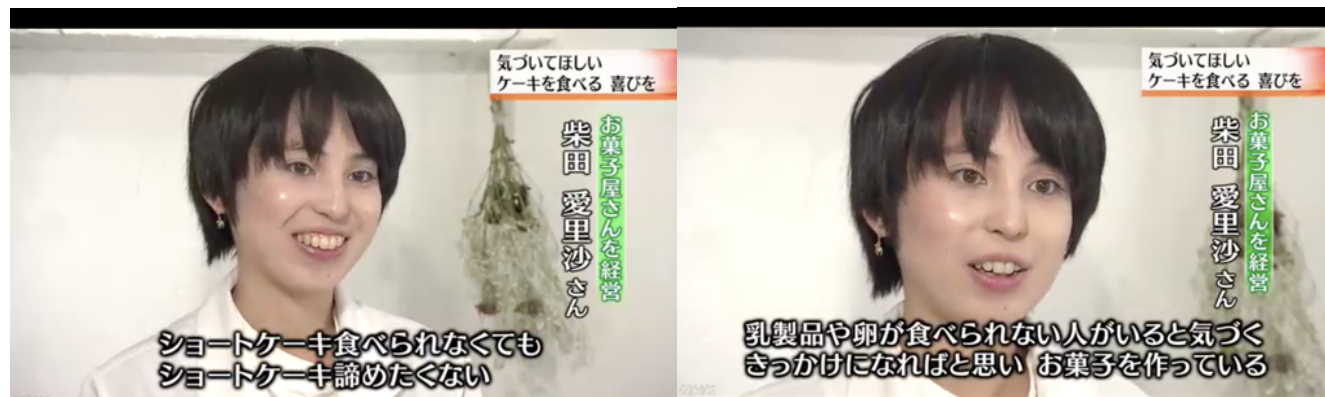 気づいてほしい
ケーキを食べる 喜びを
お菓子屋さんを経営
柴田 愛里沙さん
ショートケーキ食べられなくても
ショートケーキ諦めたくない
気づいてほしい
ケーキを食べる 喜びを
お菓子屋さんを経営
柴田 愛里沙さん
乳製品や卵が食べられない人がいると気づく
きっかけになればと思い お菓子を作っている